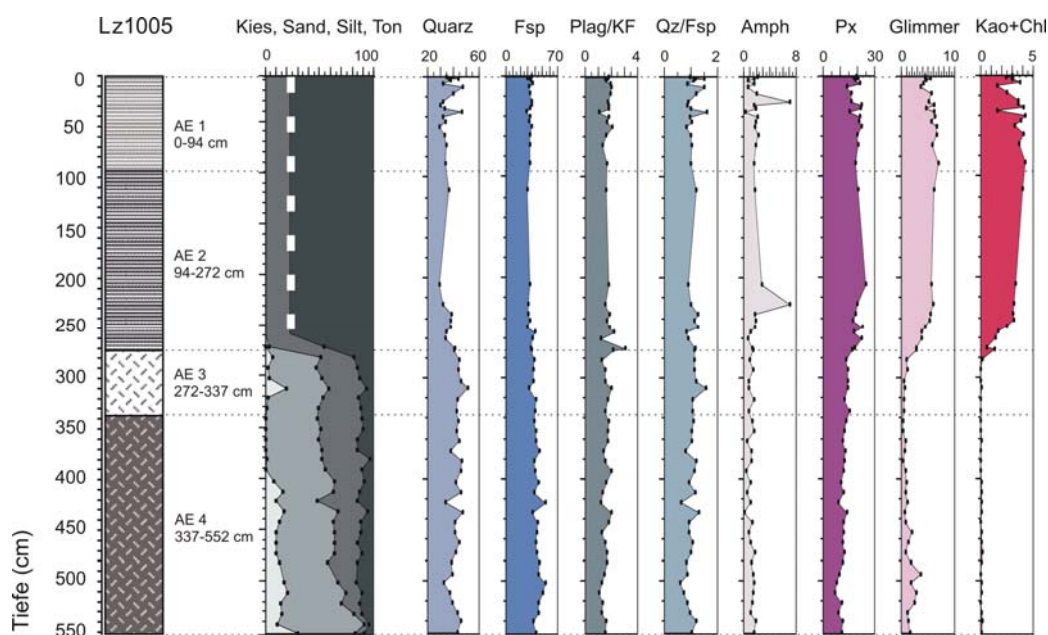 Lz1005
Kies, Sand, Silt, Ton
Quarz
Fsp
Plag/KF
Qz/Fsp
Amph
Px
Glimmer
Kao+Chl
0 100
20 60
0 70
0 4
0 2
0 8
0 30
0 10
0 5
0
50
100
150
200
250
300
350
400
450
500
550
Tiefe (cm)
AE 1
0-94 cm
AE 2
94-272 cm
AE 3
272-337 cm
AE 4
337-552 cm